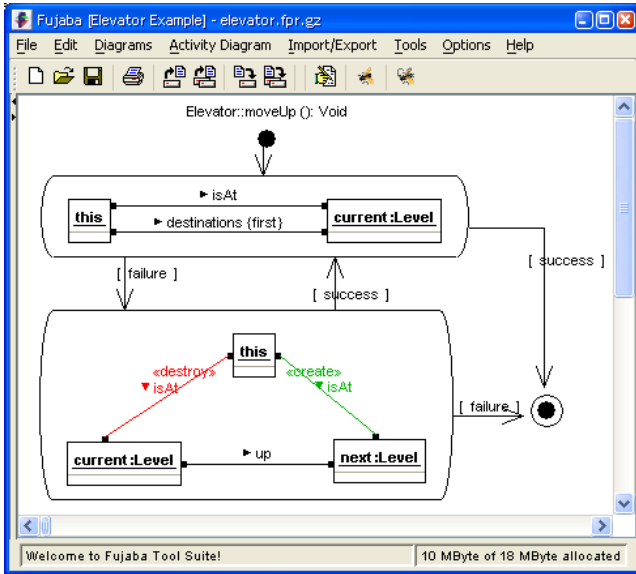 Fujaba [Elevator Example] - elevator.fpr.gz
File Edit Diagrams Activity Diagram Import/Export Tools Options Help
Elevator::moveUp (): Void
isAt
this
current:Level
destinations {first}
[ failure ]
[ success ]
[ success ]
this
«destroy»
isAt
«create»
isAt
[ failure ]
current:Level
up
next:Level
Welcome to Fujaba Tool Suite!
10 MByte of 18 MByte allocated